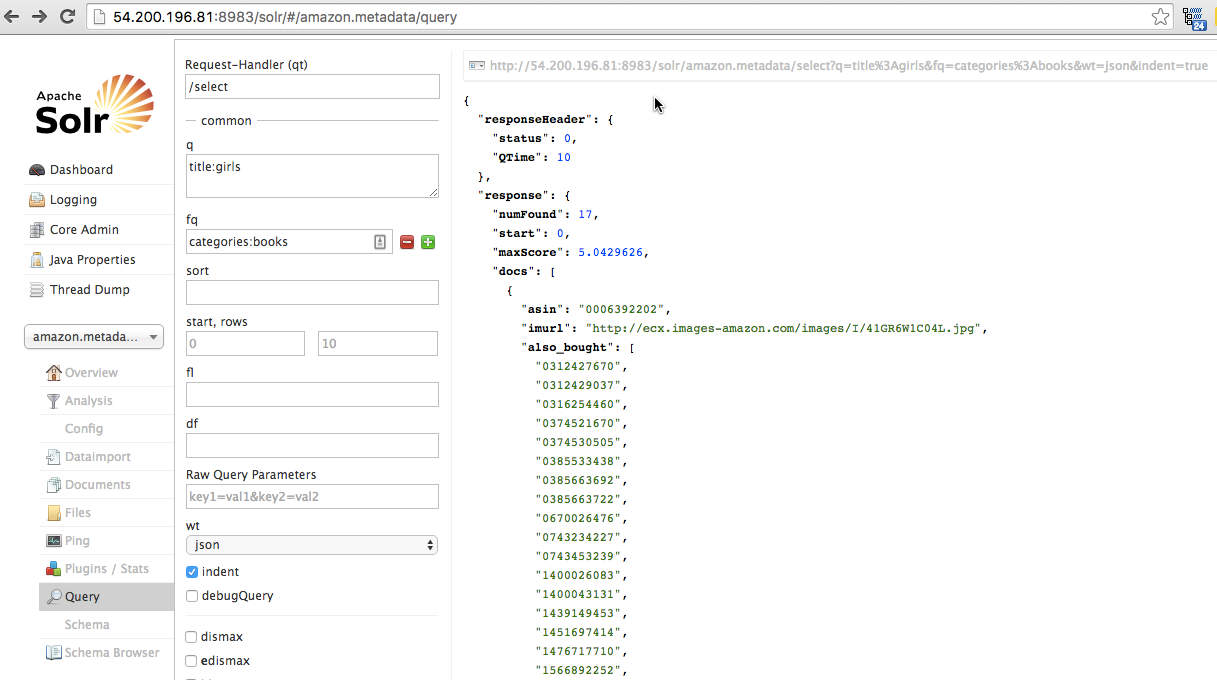 54.200.196.81:8983/solr/#/amazon.metadata/query
24
Apache
Solr
Dashboard
Logging
Core Admin
Java Properties
Thread Dump
amazon.metada...
Overview
Analysis
Config
Dataimport
Documents
Files
Ping
Plugins / Stats
Query
Schema
Schema Browser
Request-Handler (qt)
/select
common
q
title:girls
fq
categories:books
sort
start, rows
0
10
fl
df
Raw Query Parameters
key1=val1&key2=val2
wt
json
indent
debugQuery
dismax
edismax
http://54.200.196.81:8983/solr/amazon.metadata/select?q=title%3Agirls&fq=categories%3Abooks&wt=json&indent=true
{
"responseHeader": {
"status": 0,
"QTime": 10
},
"response": {
"numFound": 17,
"start": 0,
"maxScore": 5.0429626,
"docs": [
{
"asin": "0006392202",
"imurl": "http://ecx.images-amazon.com/images/I/41GR6W1C04L.jpg",
"also_bought": [
"0312427670",
"0312429037",
"0316254460",
"0374521670",
"0374530505",
"0385533438",
"0385663692",
"0385663722",
"0670026476",
"0743234227",
"0743453239",
"1400026083",
"1400043131",
"1439149453",
"1451697414",
"1476717710",
"1566892252",